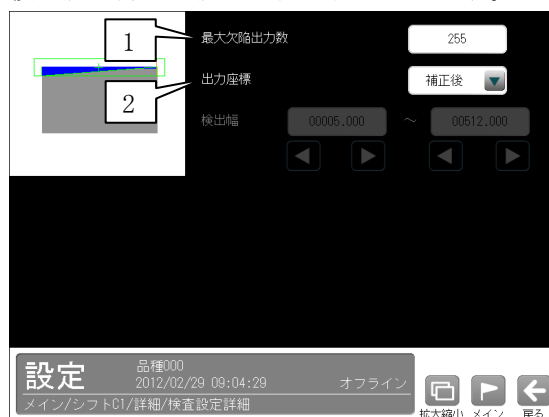 1
最大欠陥出力数
255
2
出力座標
補正後
検出幅
00005.000
～
00512.000
設定
品種000
2012/02/29 09:04:29
オフライン
メイン/シフトC1/詳細/検査設定詳細
拡大縮小
メイン
戻る